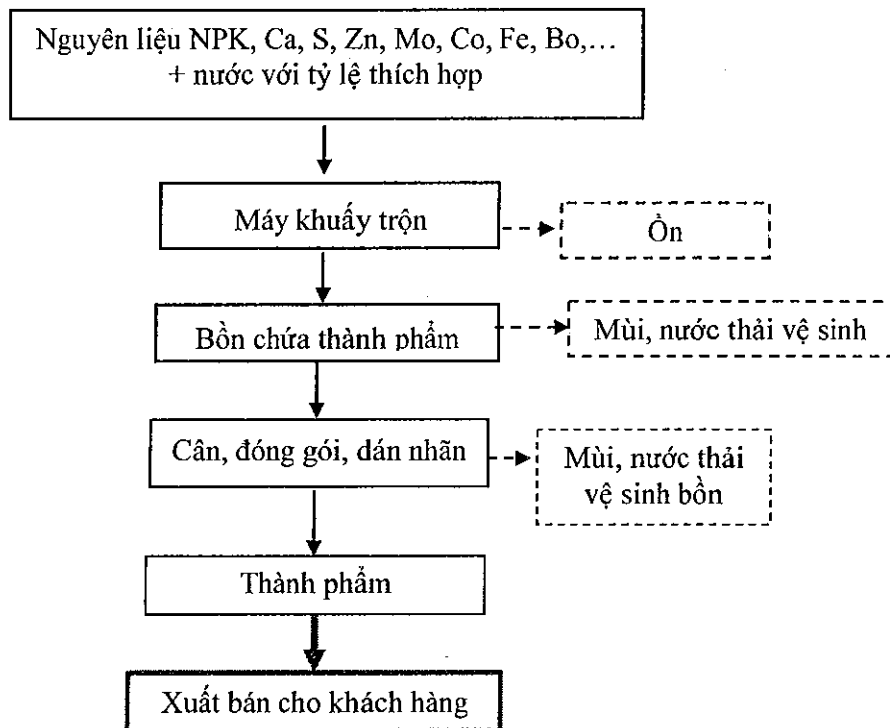 Nguyên liệu NPK, Ca, S, Zn, Mo, Co, Fe, Bo,...
+ nước với tỷ lệ thích hợp
Máy khuấy trộn
Ồn
Bồn chứa thành phẩm
Mùi, nước thải vệ sinh
Cân, đóng gói, dán nhãn
Mùi, nước thải
vệ sinh bồn
Thành phẩm
Xuất bán cho khách hàng